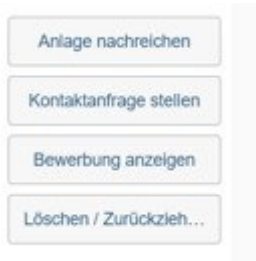 Anlage nachreichen
Kontaktanfrage stellen
Bewerbung anzeigen
Löschen / Zurückzieh…